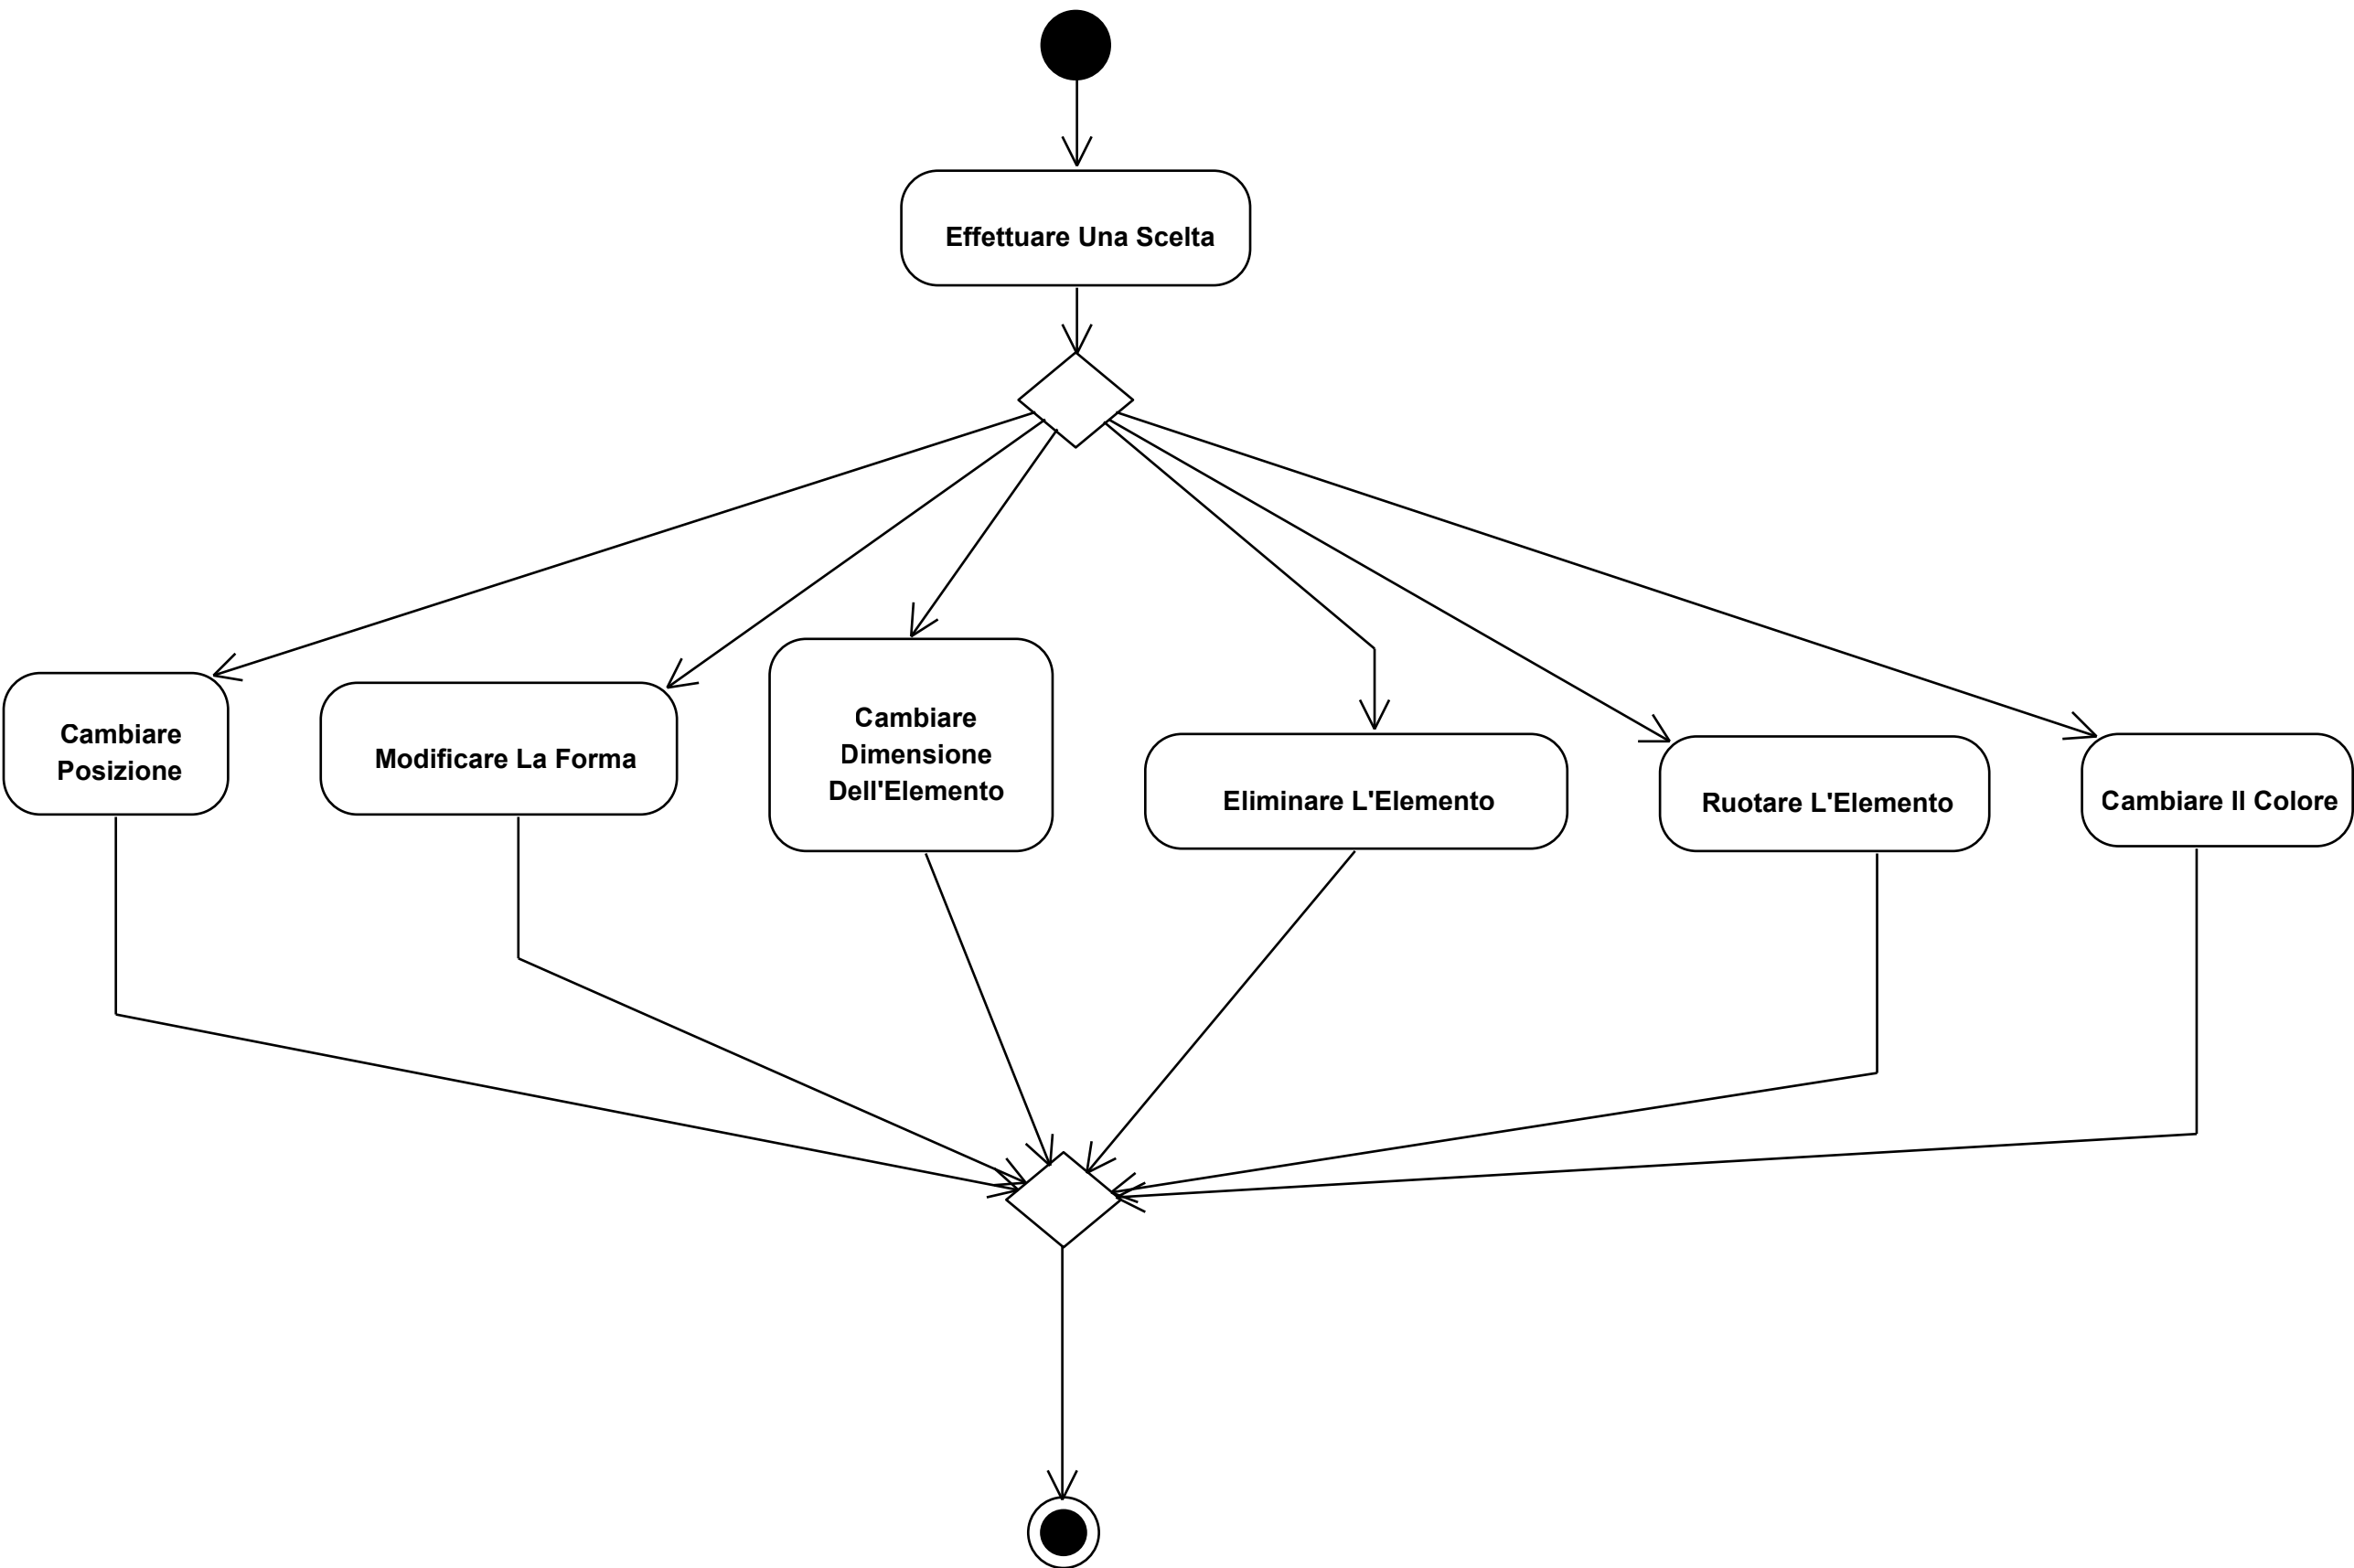 Effettuare Una Scelta
Cambiare
Posizione
Modificare La Forma
Cambiare
Dimensione
Dell'Elemento
Eliminare L'Elemento
Ruotare L'Elemento
Cambiare Il Colore